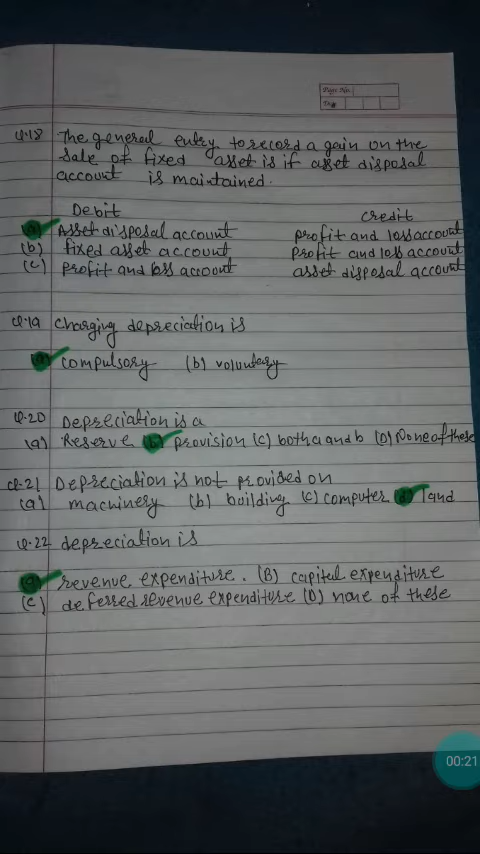 Page No.
Date
Q.18 The general entry to record a gain on the
Sale of fixed asset is if asset disposal
account is maintained.
Debit credit
(a) Asset disposal account profit and loss account
(b) fixed asset account Profit and loss account
(c) profit and loss account asset disposal account
Q.19 Charging depreciation is
(a) compulsory (b) voluntary
Q.20 Depreciation is a
(a) Reserve (b) provision (c) both a and b (D) None of these
Q.21 Depreciation is not provided on
(a) machinery (b) building (c) computer (d) land
Q.22 depreciation is
(a) revenue expenditure. (B) capital expenditure
(c) deferred revenue expenditure (D) none of these
00:21